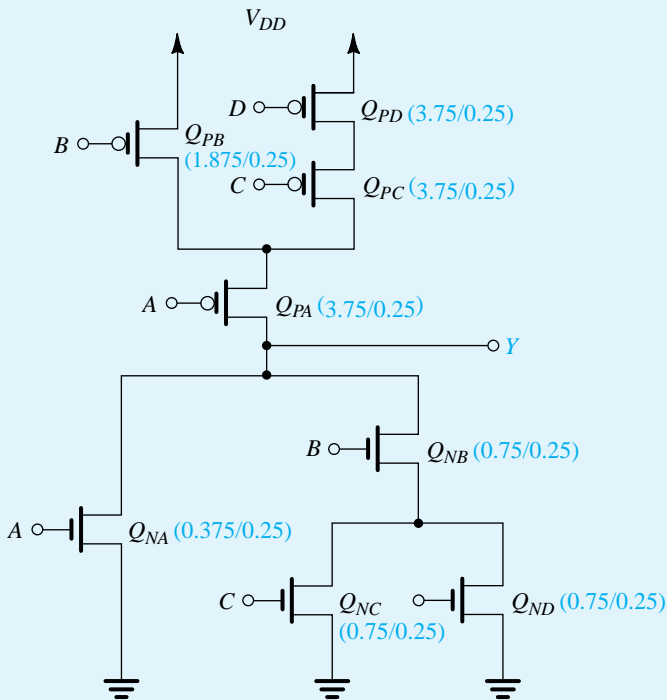 V_DD
D Q_PD (3.75/0.25)
B Q_PB
(1.875/0.25)
C Q_PC (3.75/0.25)
A Q_PA (3.75/0.25)
Y
B Q_NB (0.75/0.25)
A Q_NA (0.375/0.25)
C Q_NC
(0.75/0.25)
Q_ND (0.75/0.25)